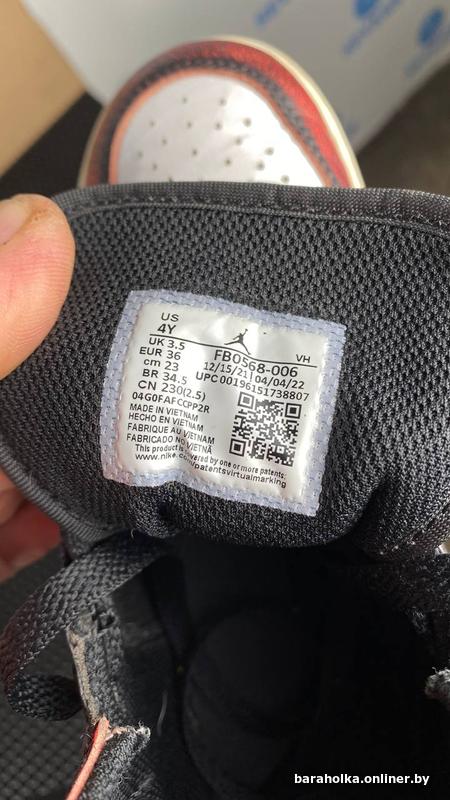 US
4Y
UK 3.5
EUR 36
cm 23
BR 34.5
CN 230(2.5)
FB0568-006
VH
12/15/21 04/04/22
UPC 00196151738807
04G0FAFCCPP2R
MADE IN VIETNAM
HECHO EN VIETNAM
FABRIQUE AU VIETNAM
FABRICADO NO VIETNÃ
This product is covered by one or more patents:
www.nike.com/patentsvirtualmarking
baraholka.onliner.by